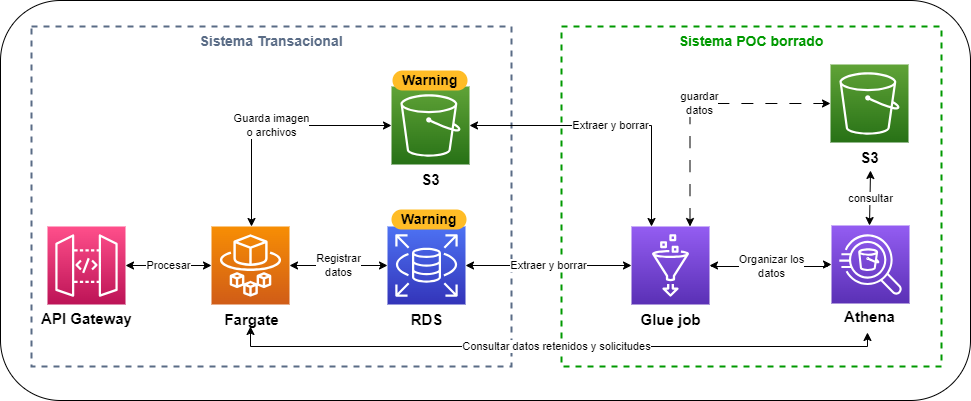 Sistema Transacional
Sistema POC borrado
Warning
guardar
datos
Guarda imagen
o archivos
Extraer y borrar
S3
S3
consultar
Warning
Procesar
Registrar
datos
Extraer y borrar
Organizar los
datos
API Gateway
Fargate
RDS
Glue job
Athena
Consultar datos retenidos y solicitudes